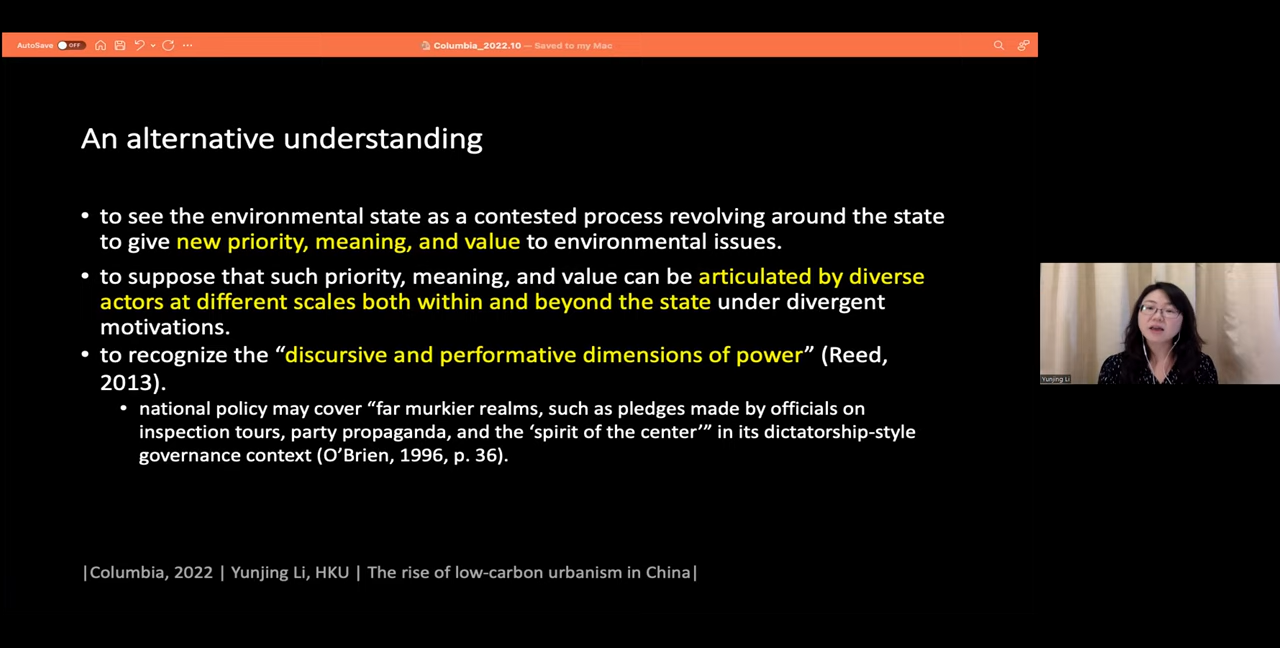 AutoSave OFF
Columbia_2022.10 — Saved to my Mac
An alternative understanding
• to see the environmental state as a contested process revolving around the state
to give new priority, meaning, and value to environmental issues.
• to suppose that such priority, meaning, and value can be articulated by diverse
actors at different scales both within and beyond the state under divergent
motivations.
• to recognize the “discursive and performative dimensions of power” (Reed,
2013).
• national policy may cover “far murkier realms, such as pledges made by officials on
inspection tours, party propaganda, and the ‘spirit of the center’” in its dictatorship-style
governance context (O’Brien, 1996, p. 36).
Yunjing Li
|Columbia, 2022 | Yunjing Li, HKU | The rise of low-carbon urbanism in China|